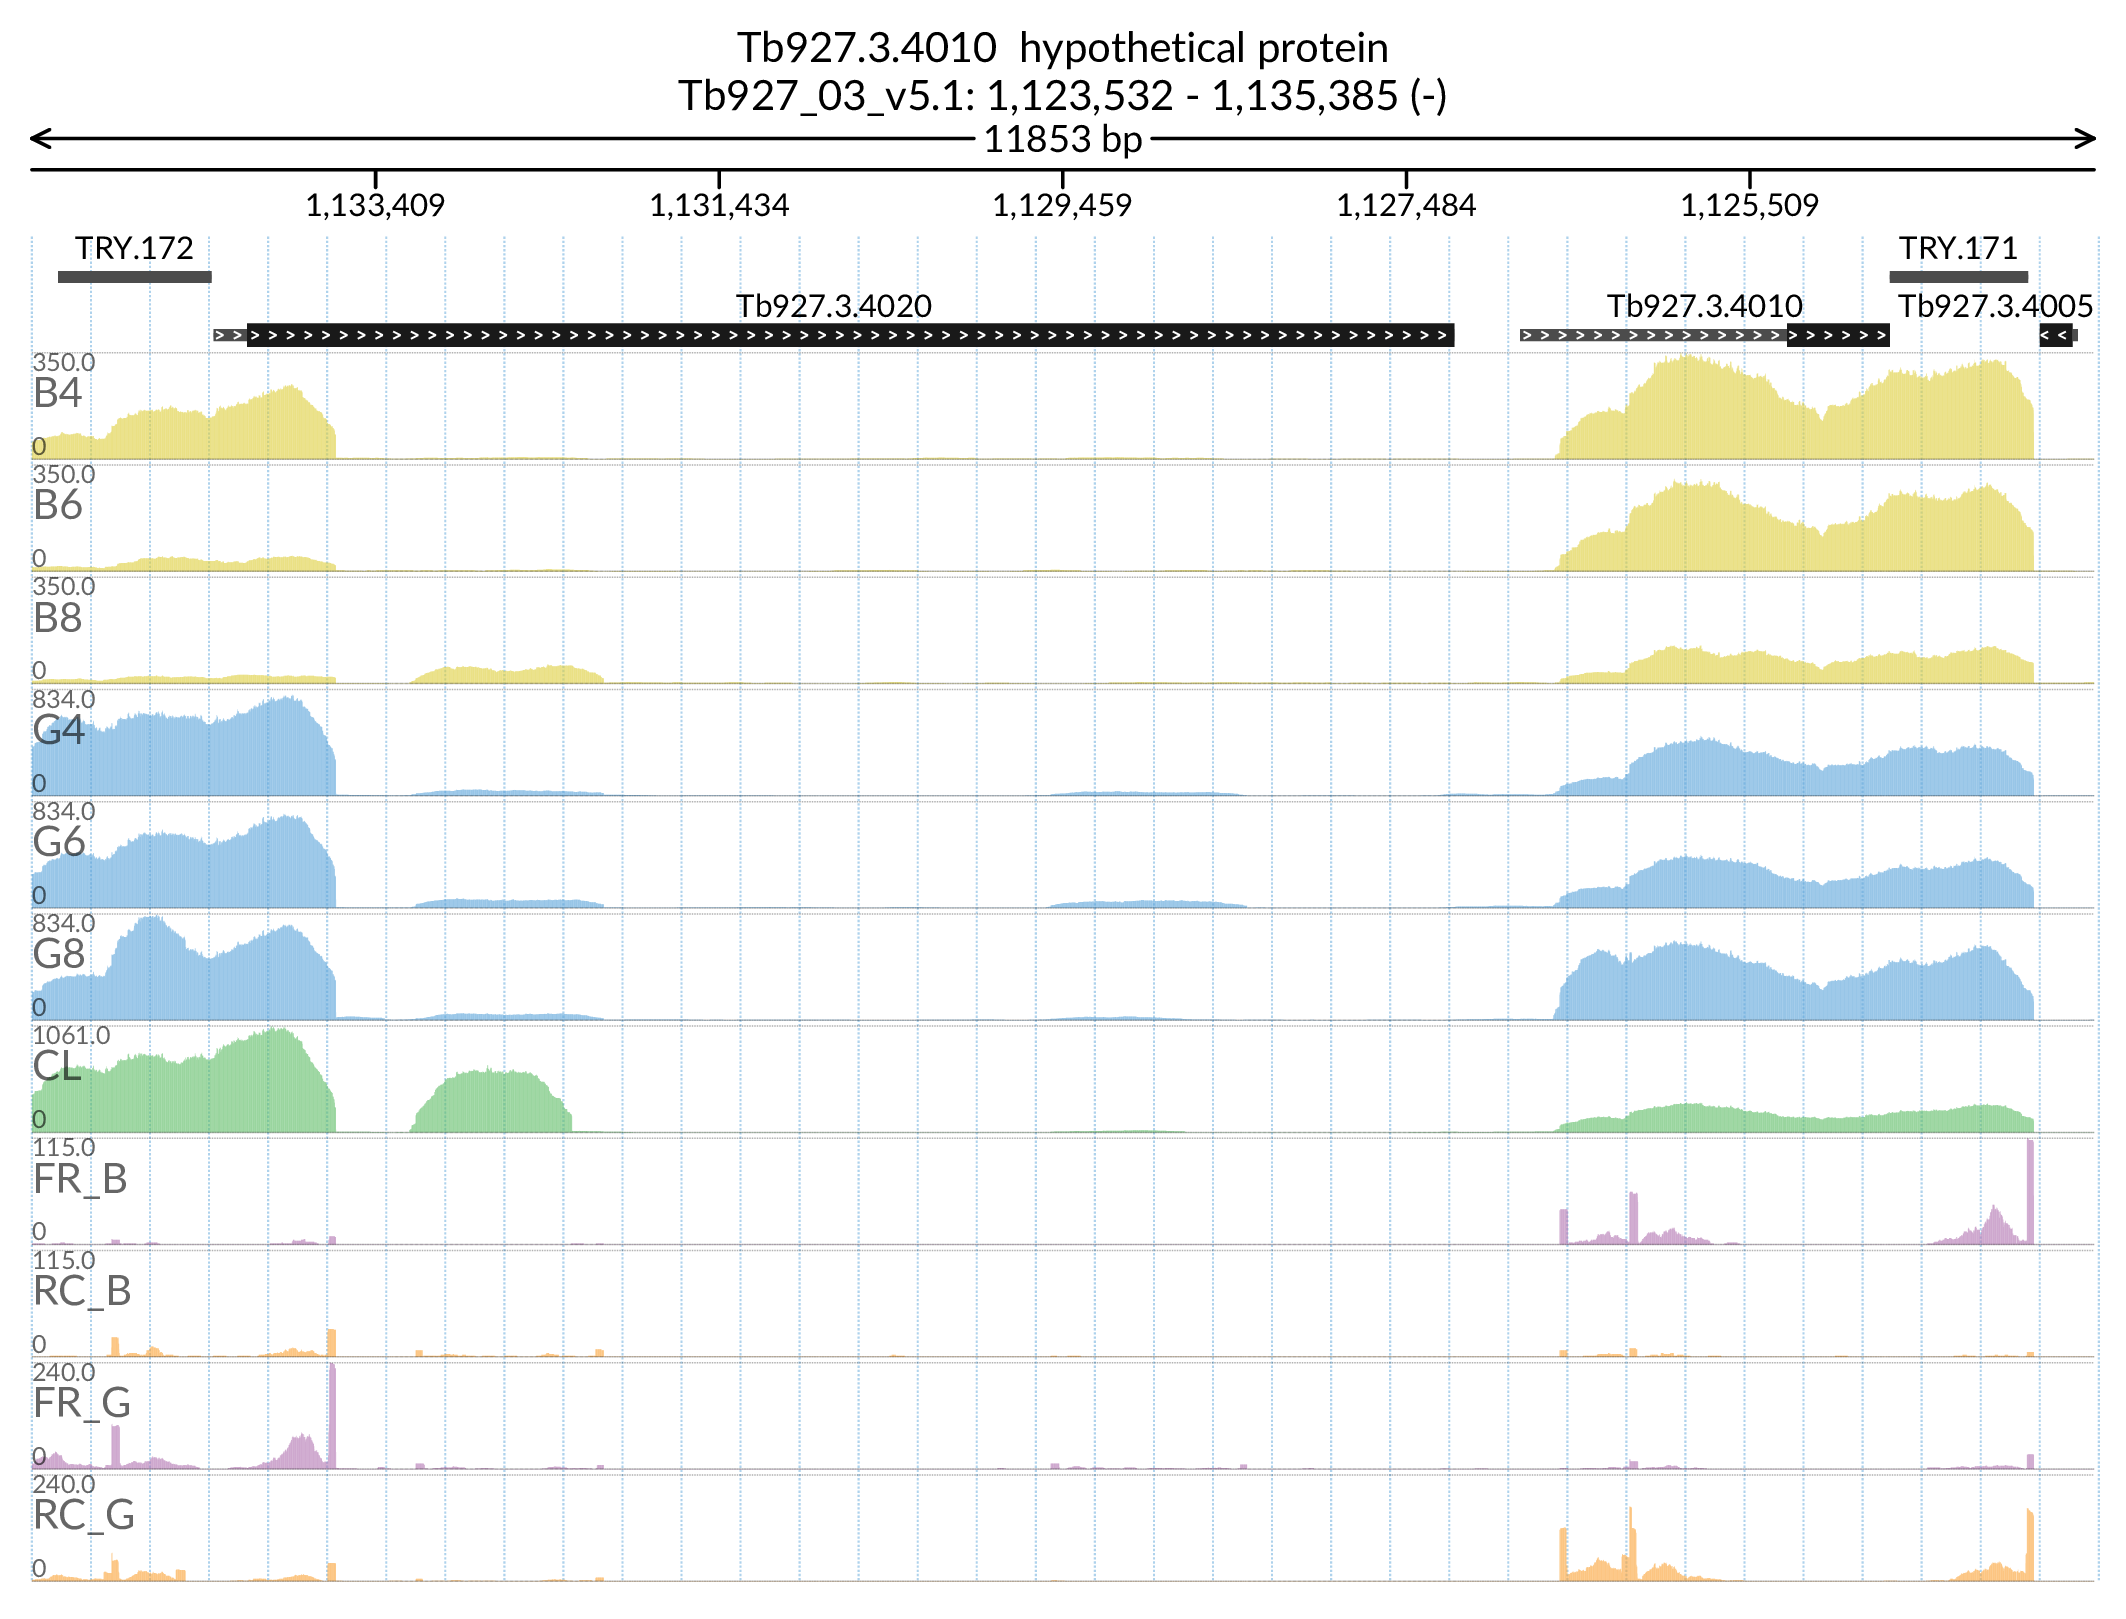 Tb927.3.4010  hypothetical protein
Tb927_03_v5.1: 1,123,532 - 1,135,385 (-)
11853 bp
1,133,409 1,131,434 1,129,459 1,127,484 1,125,509
TRY.172 TRY.171
Tb927.3.4020 Tb927.3.4010 Tb927.3.4005
350.0
B4
0
350.0
B6
0
350.0
B8
0
834.0
G4
0
834.0
G6
0
834.0
G8
0
1061.0
CL
0
115.0
FR_B
0
115.0
RC_B
0
240.0
FR_G
0
240.0
RC_G
0